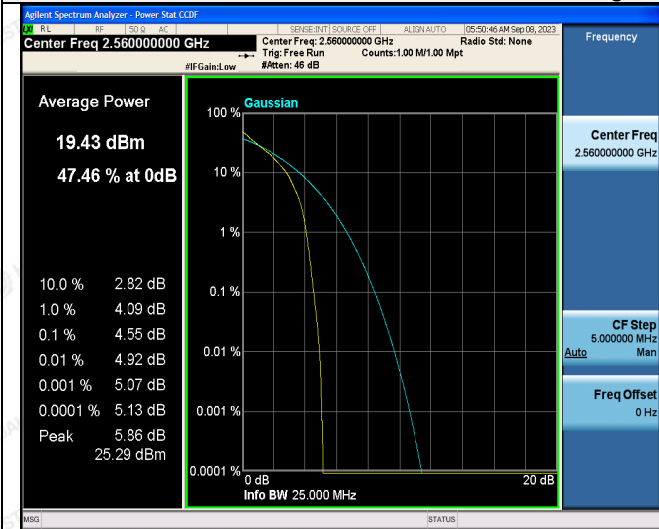 Agilent Spectrum Analyzer - Power Stat CCDF
RL RF 50 Ω AC SENSE:INT SOURCE OFF ALIGN AUTO 05:50:46 AM Sep 08, 2023
Center Freq 2.560000000 GHz
Center Freq: 2.560000000 GHz Radio Std: None
Trig: Free Run Counts:1.00 M/1.00 Mpt
#IFGain:Low #Atten: 46 dB
Frequency
Average Power
19.43 dBm
47.46 % at 0dB
10.0 % 2.82 dB
1.0 % 4.09 dB
0.1 % 4.55 dB
0.01 % 4.92 dB
0.001 % 5.07 dB
0.0001 % 5.13 dB
Peak 5.86 dB
25.29 dBm
Gaussian
100 %
10 %
1 %
0.1 %
0.01 %
0.001 %
0.0001 %
0 dB 20 dB
Info BW 25.000 MHz
Center Freq
2.560000000 GHz
CF Step
5.000000 MHz
Auto Man
Freq Offset
0 Hz
MSG STATUS